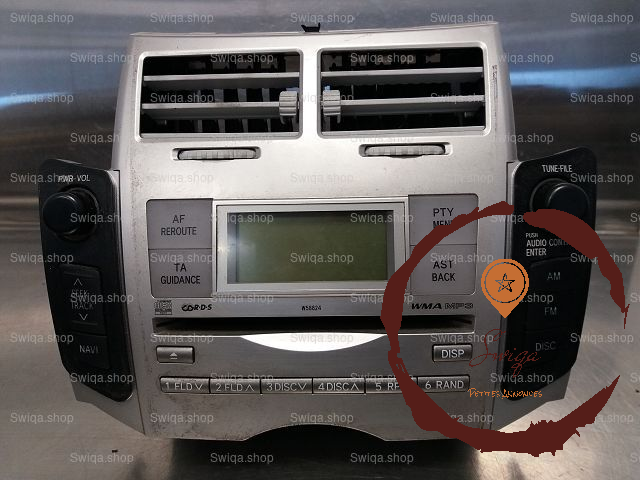 PWR·VOL
TUNE·FILE
AF
REROUTE
PTY
MENU
TA
GUIDANCE
AST
BACK
PUSH
AUDIO CONT
ENTER
SEEK
TRACK
AM
FM
NAVI
DISC
R·D·S
W58824
WMA MP3
DISP
1 FLD ∨
2 FLD ∧
3 DISC ∨
4 DISC ∧
5 RE
6 RAND
Swiqa
PETITES ANNONCES
Swiqa.shop